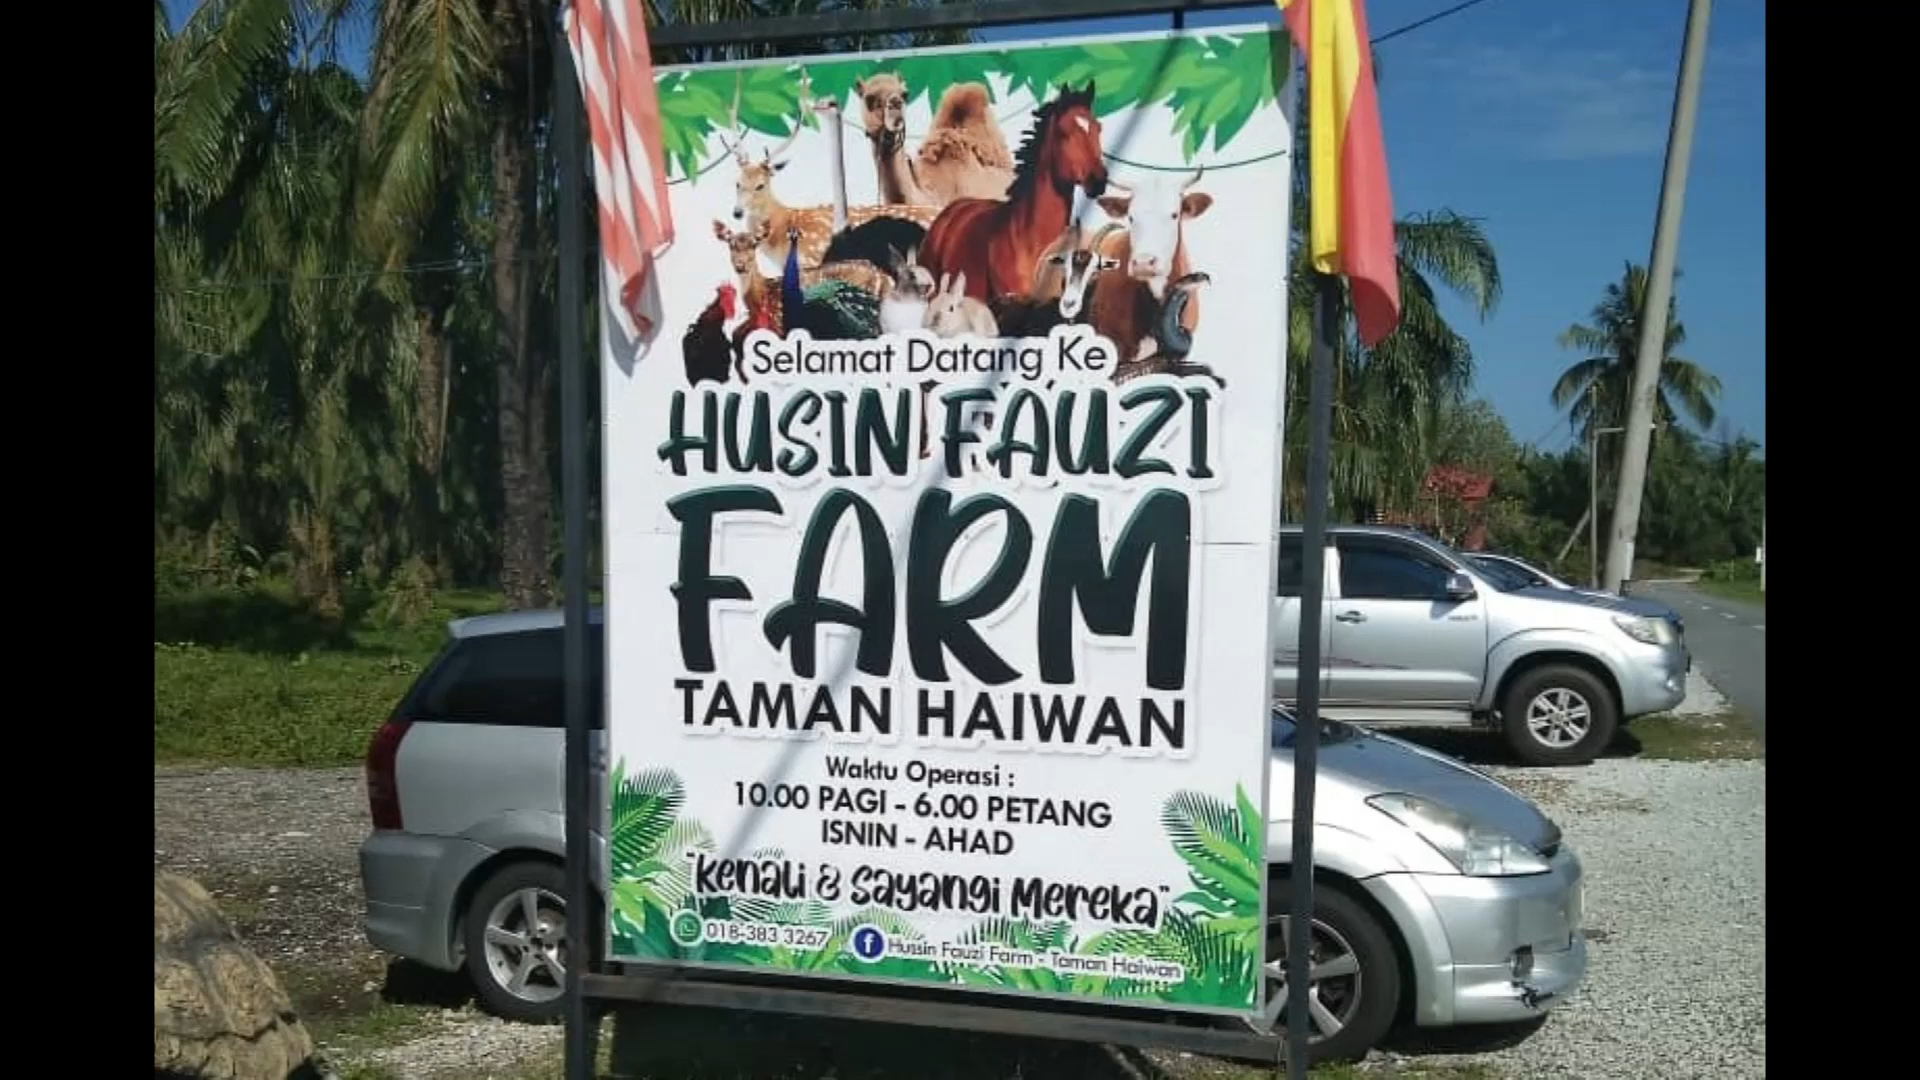 Selamat Datang Ke
HUSIN FAUZI
FARM
TAMAN HAIWAN
Waktu Operasi :
10.00 PAGI - 6.00 PETANG
ISNIN - AHAD
"Kenali & Sayangi Mereka"
018-383 3267 f Hussin Fauzi Farm - Taman Haiwan